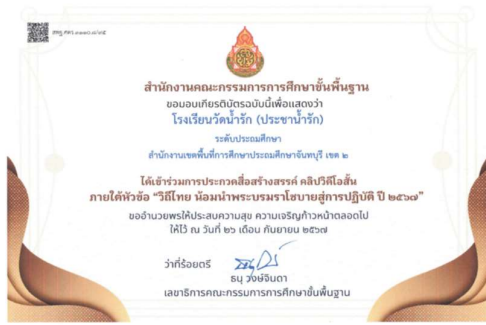 สำนักงานคณะกรรมการการศึกษาขั้นพื้นฐาน
ขอมอบเกียรติบัตรฉบับนี้เพื่อแสดงว่า
โรงเรียนวัดน้ำรัก (ประชาน้ำรัก)
ระดับประถมศึกษา
สำนักงานเขตพื้นที่การศึกษาประถมศึกษาจันทบุรี เขต ๒
ได้เข้าร่วมการประกวดสื่อสร้างสรรค์ คลิปวิดีโอสั้น
ภายใต้หัวข้อ “วิถีไทย น้อมนำพระบรมราโชบายสู่การปฏิบัติ ปี ๒๕๖๗”
ขออำนวยพรให้ประสบความสุข ความเจริญก้าวหน้าตลอดไป
ให้ไว้ ณ วันที่ ๒๖ เดือน กันยายน ๒๕๖๗
ว่าที่ร้อยตรี
ธนุ วงษ์จินดา
เลขาธิการคณะกรรมการการศึกษาขั้นพื้นฐาน